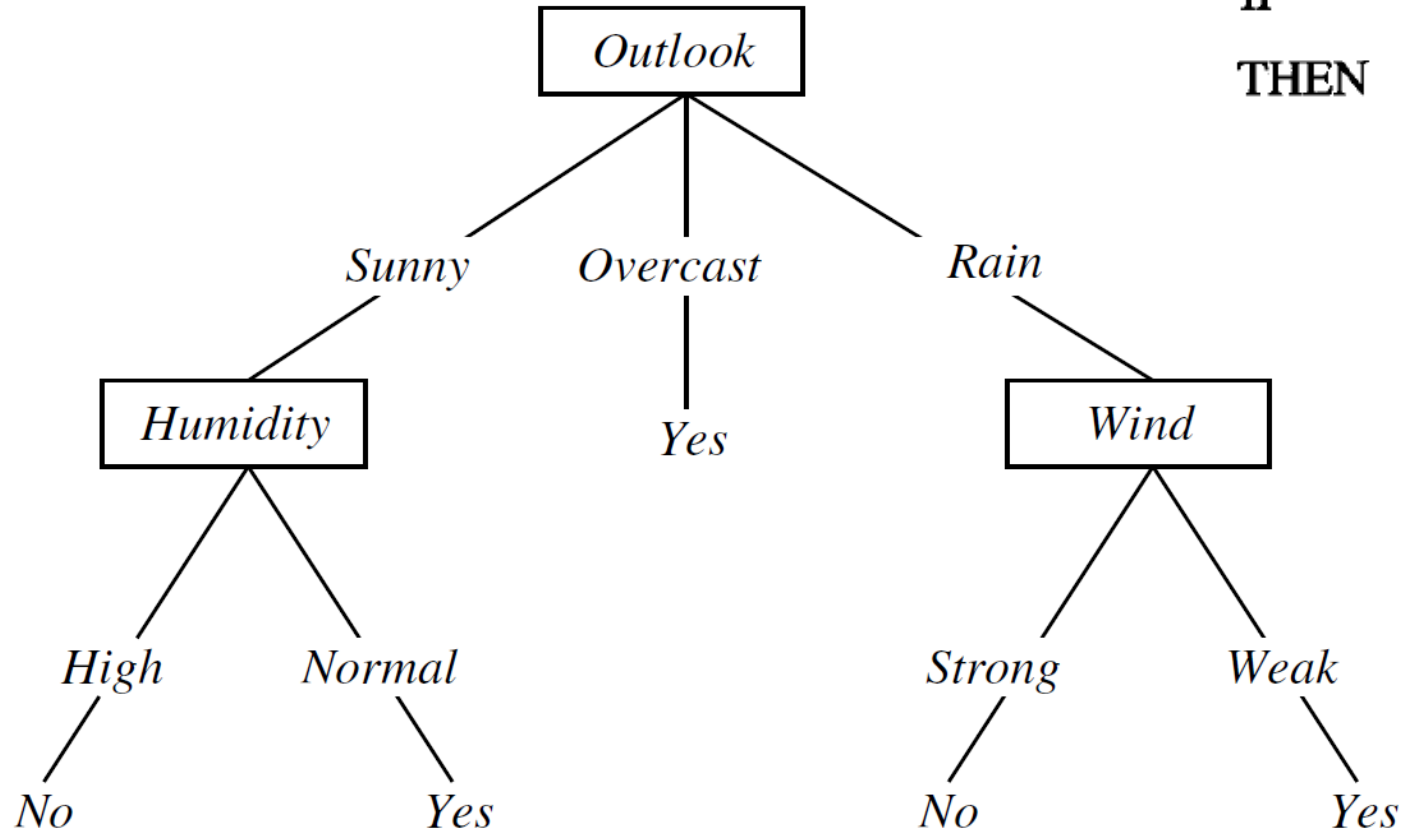 Outlook
THEN
Sunny Overcast Rain
Humidity Yes Wind
High Normal Strong Weak
No Yes No Yes